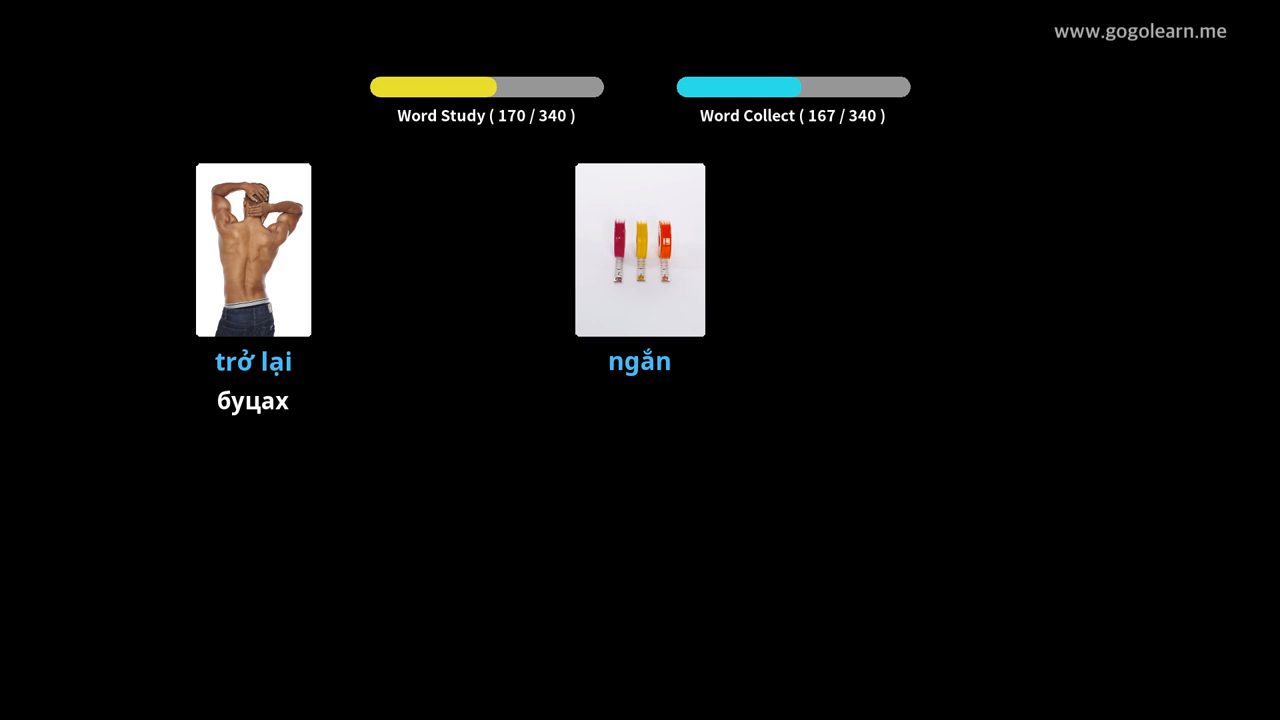 www.gogolearn.me
Word Study ( 170 / 340 )
Word Collect ( 167 / 340 )
trở lại
ngắn
буцах